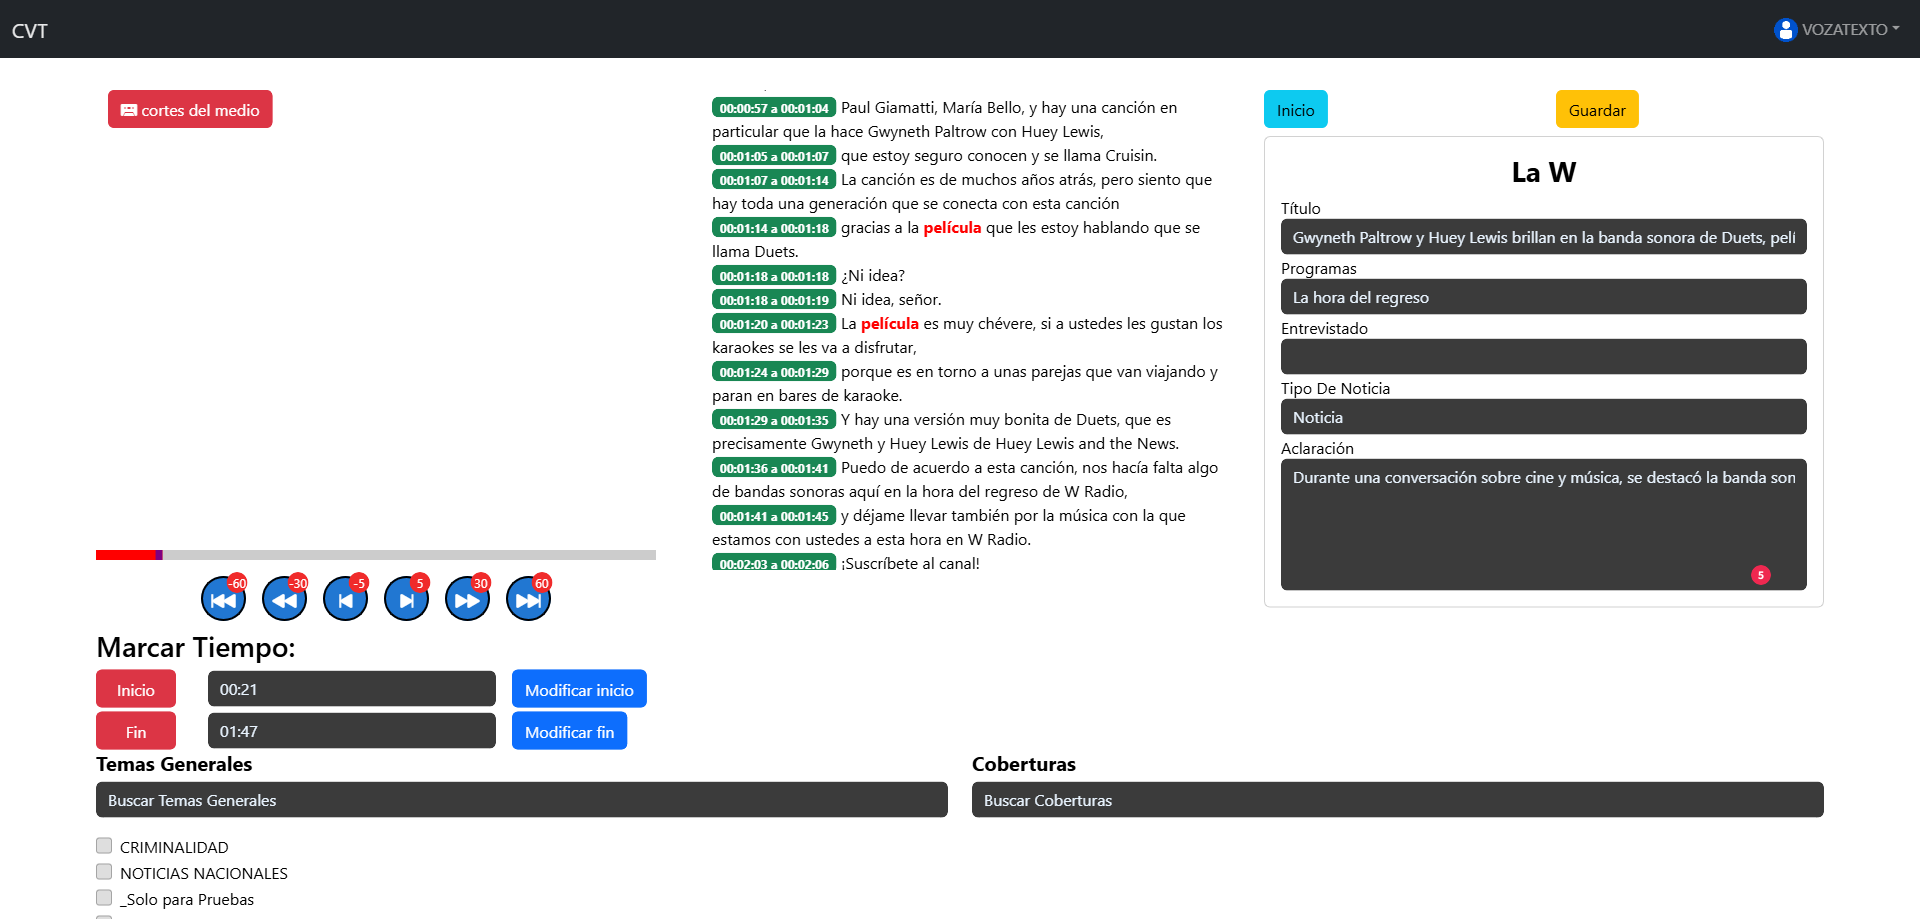 CVT
VOZATEXTO
cortes del medio
00:00:57 a 00:01:04 Paul Giamatti, María Bello, y hay una canción en
particular que la hace Gwyneth Paltrow con Huey Lewis,
00:01:05 a 00:01:07 que estoy seguro conocen y se llama Cruisin.
00:01:07 a 00:01:14 La canción es de muchos años atrás, pero siento que
hay toda una generación que se conecta con esta canción
00:01:14 a 00:01:18 gracias a la película que les estoy hablando que se
llama Duets.
00:01:18 a 00:01:18 ¿Ni idea?
00:01:18 a 00:01:19 Ni idea, señor.
00:01:20 a 00:01:23 La película es muy chévere, si a ustedes les gustan los
karaokes se les va a disfrutar,
00:01:24 a 00:01:29 porque es en torno a unas parejas que van viajando y
paran en bares de karaoke.
00:01:29 a 00:01:35 Y hay una versión muy bonita de Duets, que es
precisamente Gwyneth y Huey Lewis de Huey Lewis and the News.
00:01:36 a 00:01:41 Puedo de acuerdo a esta canción, nos hacía falta algo
de bandas sonoras aquí en la hora del regreso de W Radio,
00:01:41 a 00:01:45 y déjame llevar también por la música con la que
estamos con ustedes a esta hora en W Radio.
00:02:03 a 00:02:06 ¡Suscríbete al canal!
Inicio
Guardar
La W
Título
Gwyneth Paltrow y Huey Lewis brillan en la banda sonora de Duets, pelí
Programas
La hora del regreso
Entrevistado
Tipo De Noticia
Noticia
Aclaración
Durante una conversación sobre cine y música, se destacó la banda son
5
-60 -30 -5 5 30 60
Marcar Tiempo:
Inicio 00:21 Modificar inicio
Fin 01:47 Modificar fin
Temas Generales
Buscar Temas Generales
CRIMINALIDAD
NOTICIAS NACIONALES
_Solo para Pruebas
Coberturas
Buscar Coberturas